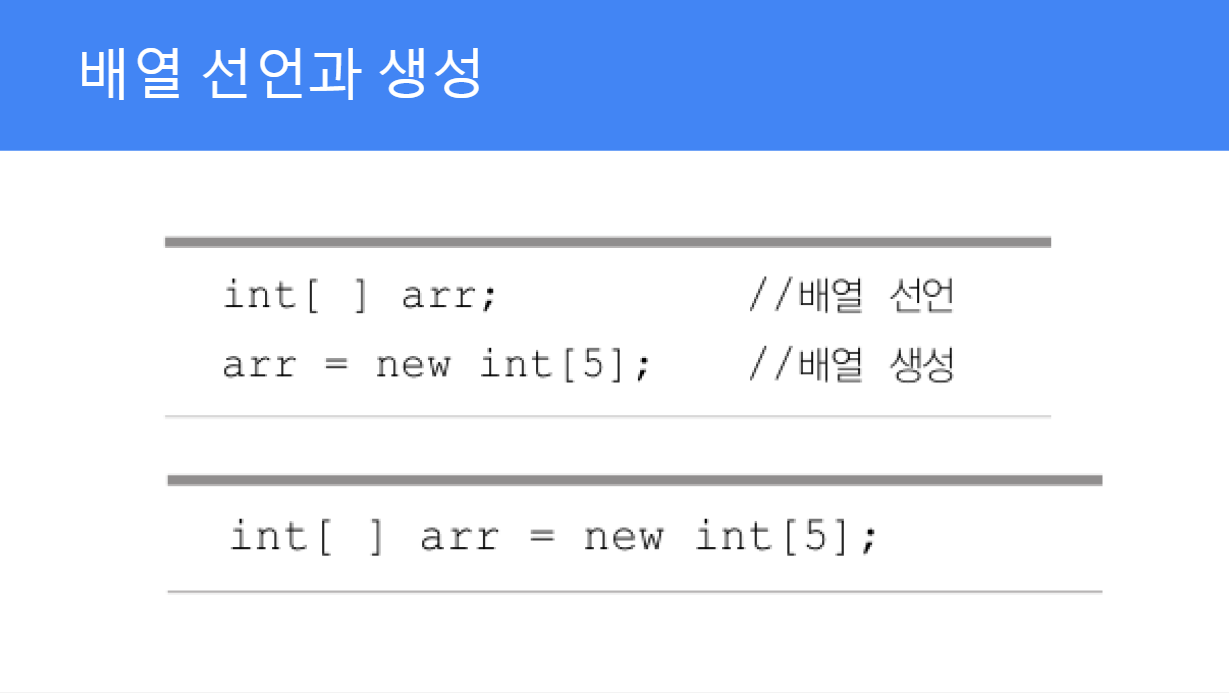 배열 선언과 생성
int[ ] arr; //배열 선언
arr = new int[5]; //배열 생성
int[ ] arr = new int[5];